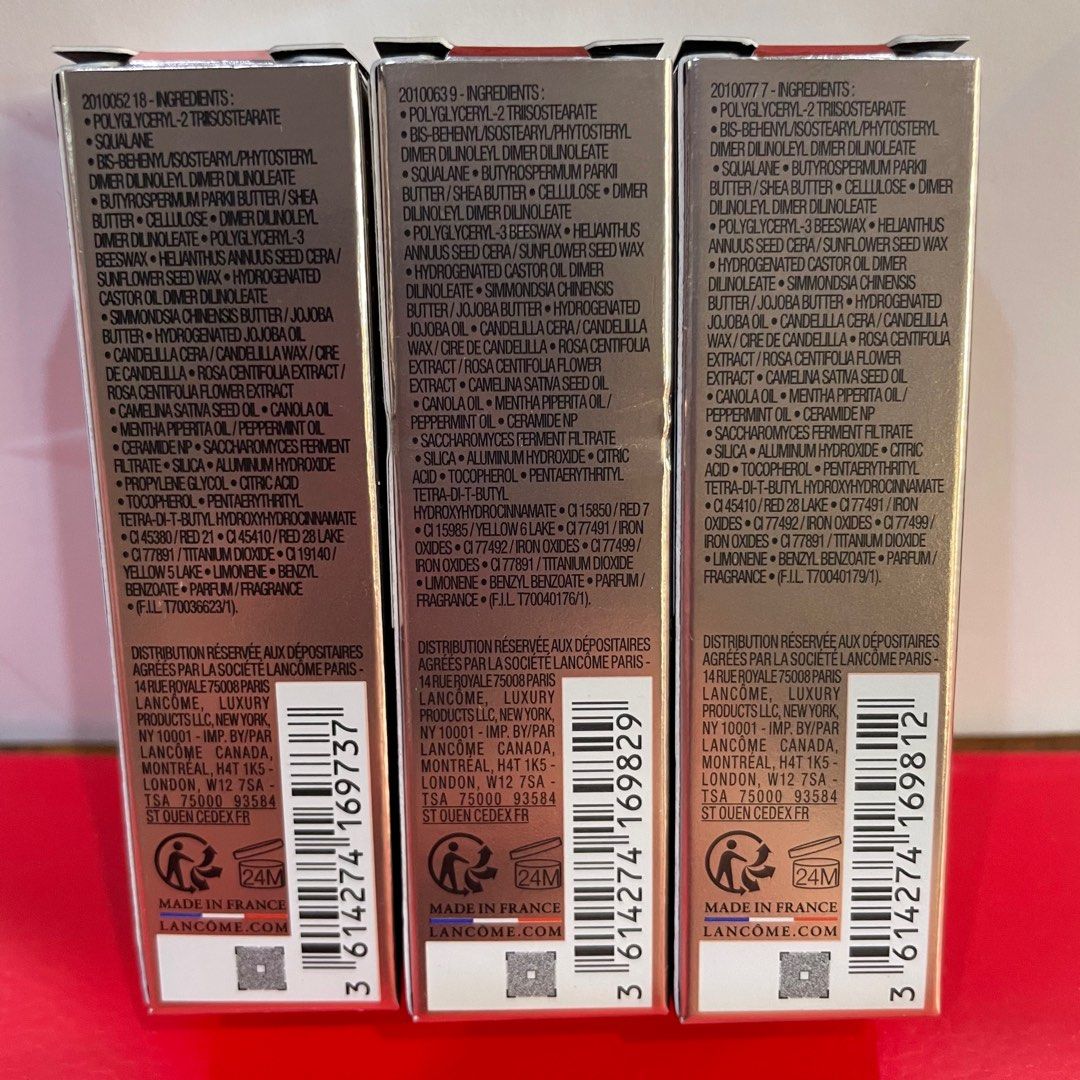 2010052 18 - INGREDIENTS :
• POLYGLYCERYL-2 TRIISOSTEARATE
• SQUALANE
• BIS-BEHENYL/ISOSTEARYL/PHYTOSTERYL
DIMER DILINOLEYL DIMER DILINOLEATE
• BUTYROSPERMUM PARKII BUTTER / SHEA
BUTTER • CELLULOSE • DIMER DILINOLEYL
DIMER DILINOLEATE • POLYGLYCERYL-3
BEESWAX • HELIANTHUS ANNUUS SEED CERA /
SUNFLOWER SEED WAX • HYDROGENATED
CASTOR OIL DIMER DILINOLEATE
• SIMMONDSIA CHINENSIS BUTTER / JOJOBA
BUTTER • HYDROGENATED JOJOBA OIL
• CANDELILLA CERA / CANDELILLA WAX / CIRE
DE CANDELILLA • ROSA CENTIFOLIA EXTRACT /
ROSA CENTIFOLIA FLOWER EXTRACT
• CAMELINA SATIVA SEED OIL • CANOLA OIL
• MENTHA PIPERITA OIL / PEPPERMINT OIL
• CERAMIDE NP • SACCHAROMYCES FERMENT
FILTRATE • SILICA • ALUMINUM HYDROXIDE
• PROPYLENE GLYCOL • CITRIC ACID
• TOCOPHEROL • PENTAERYTHRITYL
TETRA-DI-T-BUTYL HYDROXYHYDROCINNAMATE
• CI 45380 / RED 21 • CI 45410 / RED 28 LAKE
• CI 77891 / TITANIUM DIOXIDE • CI 19140 /
YELLOW 5 LAKE • LIMONENE • BENZYL
BENZOATE • PARFUM / FRAGRANCE
• (F.I.L. T70036623/1).
DISTRIBUTION RÉSERVÉE AUX DÉPOSITAIRES
AGRÉÉS PAR LA SOCIÉTÉ LANCÔME PARIS -
14 RUE ROYALE 75008 PARIS
LANCÔME, LUXURY
PRODUCTS LLC, NEW YORK,
NY 10001 - IMP. BY/PAR
LANCÔME CANADA,
MONTRÉAL, H4T 1K5 -
LONDON, W12 7SA -
TSA 75000 93584
ST OUEN CEDEX FR
24M
MADE IN FRANCE
LANCÔME.COM
3 614274 169737
2010063 9 - INGREDIENTS :
• POLYGLYCERYL-2 TRIISOSTEARATE
• BIS-BEHENYL/ISOSTEARYL/PHYTOSTERYL
DIMER DILINOLEYL DIMER DILINOLEATE
• SQUALANE • BUTYROSPERMUM PARKII
BUTTER / SHEA BUTTER • CELLULOSE • DIMER
DILINOLEYL DIMER DILINOLEATE
• POLYGLYCERYL-3 BEESWAX • HELIANTHUS
ANNUUS SEED CERA / SUNFLOWER SEED WAX
• HYDROGENATED CASTOR OIL DIMER
DILINOLEATE • SIMMONDSIA CHINENSIS
BUTTER / JOJOBA BUTTER • HYDROGENATED
JOJOBA OIL • CANDELILLA CERA / CANDELILLA
WAX / CIRE DE CANDELILLA • ROSA CENTIFOLIA
EXTRACT / ROSA CENTIFOLIA FLOWER
EXTRACT • CAMELINA SATIVA SEED OIL
• CANOLA OIL • MENTHA PIPERITA OIL /
PEPPERMINT OIL • CERAMIDE NP
• SACCHAROMYCES FERMENT FILTRATE
• SILICA • ALUMINUM HYDROXIDE • CITRIC
ACID • TOCOPHEROL • PENTAERYTHRITYL
TETRA-DI-T-BUTYL
HYDROXYHYDROCINNAMATE • CI 15850 / RED 7
• CI 15985 / YELLOW 6 LAKE • CI 77491 / IRON
OXIDES • CI 77492 / IRON OXIDES • CI 77499 /
IRON OXIDES • CI 77891 / TITANIUM DIOXIDE
• LIMONENE • BENZYL BENZOATE • PARFUM /
FRAGRANCE • (F.I.L. T70040176/1).
DISTRIBUTION RÉSERVÉE AUX DÉPOSITAIRES
AGRÉÉS PAR LA SOCIÉTÉ LANCÔME PARIS -
14 RUE ROYALE 75008 PARIS
LANCÔME, LUXURY
PRODUCTS LLC, NEW YORK,
NY 10001 - IMP. BY/PAR
LANCÔME CANADA,
MONTRÉAL, H4T 1K5 -
LONDON, W12 7SA -
TSA 75000 93584
ST OUEN CEDEX FR
24M
MADE IN FRANCE
LANCÔME.COM
3 614274 169829
2010077 7 - INGREDIENTS :
• POLYGLYCERYL-2 TRIISOSTEARATE
• BIS-BEHENYL/ISOSTEARYL/PHYTOSTERYL
DIMER DILINOLEYL DIMER DILINOLEATE
• SQUALANE • BUTYROSPERMUM PARKII
BUTTER / SHEA BUTTER • CELLULOSE • DIMER
DILINOLEYL DIMER DILINOLEATE
• POLYGLYCERYL-3 BEESWAX • HELIANTHUS
ANNUUS SEED CERA / SUNFLOWER SEED WAX
• HYDROGENATED CASTOR OIL DIMER
DILINOLEATE • SIMMONDSIA CHINENSIS
BUTTER / JOJOBA BUTTER • HYDROGENATED
JOJOBA OIL • CANDELILLA CERA / CANDELILLA
WAX / CIRE DE CANDELILLA • ROSA CENTIFOLIA
EXTRACT / ROSA CENTIFOLIA FLOWER
EXTRACT • CAMELINA SATIVA SEED OIL
• CANOLA OIL • MENTHA PIPERITA OIL /
PEPPERMINT OIL • CERAMIDE NP
• SACCHAROMYCES FERMENT FILTRATE
• SILICA • ALUMINUM HYDROXIDE • CITRIC
ACID • TOCOPHEROL • PENTAERYTHRITYL
TETRA-DI-T-BUTYL HYDROXYHYDROCINNAMATE
• CI 45410 / RED 28 LAKE • CI 77491 / IRON
OXIDES • CI 77492 / IRON OXIDES • CI 77499 /
IRON OXIDES • CI 77891 / TITANIUM DIOXIDE
• LIMONENE • BENZYL BENZOATE • PARFUM /
FRAGRANCE • (F.I.L. T70040179/1).
DISTRIBUTION RÉSERVÉE AUX DÉPOSITAIRES
AGRÉÉS PAR LA SOCIÉTÉ LANCÔME PARIS -
14 RUE ROYALE 75008 PARIS
LANCÔME, LUXURY
PRODUCTS LLC, NEW YORK,
NY 10001 - IMP. BY/PAR
LANCÔME CANADA,
MONTRÉAL, H4T 1K5 -
LONDON, W12 7SA -
TSA 75000 93584
ST OUEN CEDEX FR
24M
MADE IN FRANCE
LANCÔME.COM
3 614274 169812